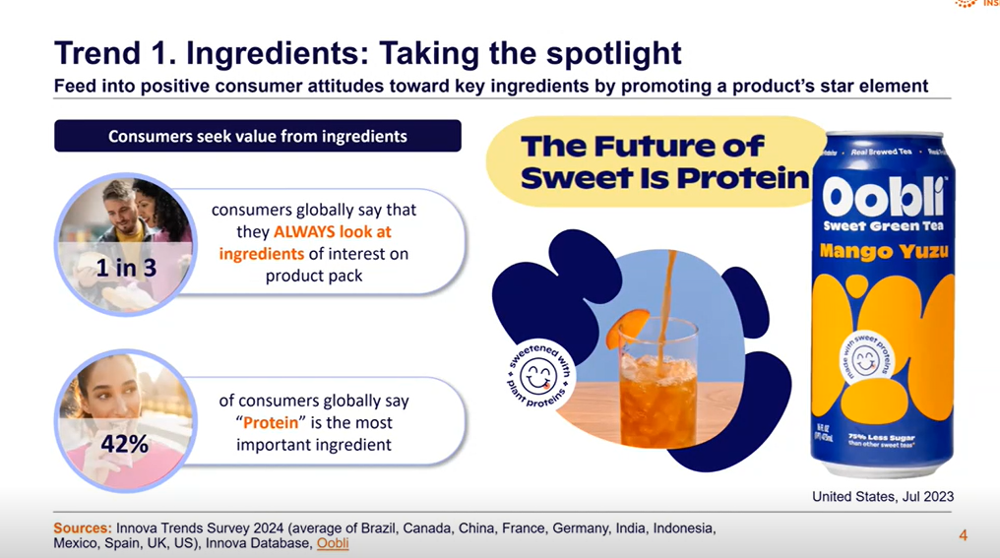 INS
Trend 1. Ingredients: Taking the spotlight
Feed into positive consumer attitudes toward key ingredients by promoting a product’s star element
Consumers seek value from ingredients
1 in 3
consumers globally say that
they ALWAYS look at
ingredients of interest on
product pack
42%
of consumers globally say
“Protein” is the most
important ingredient
The Future of
Sweet Is Protein
sweetened with
plant proteins
Real Brewed Tea
Oobli
Sweet Green Tea
Mango Yuzu
made with sweet proteins
75% Less Sugar
than other sweet teas*
United States, Jul 2023
Sources: Innova Trends Survey 2024 (average of Brazil, Canada, China, France, Germany, India, Indonesia,
Mexico, Spain, UK, US), Innova Database, Oobli
4